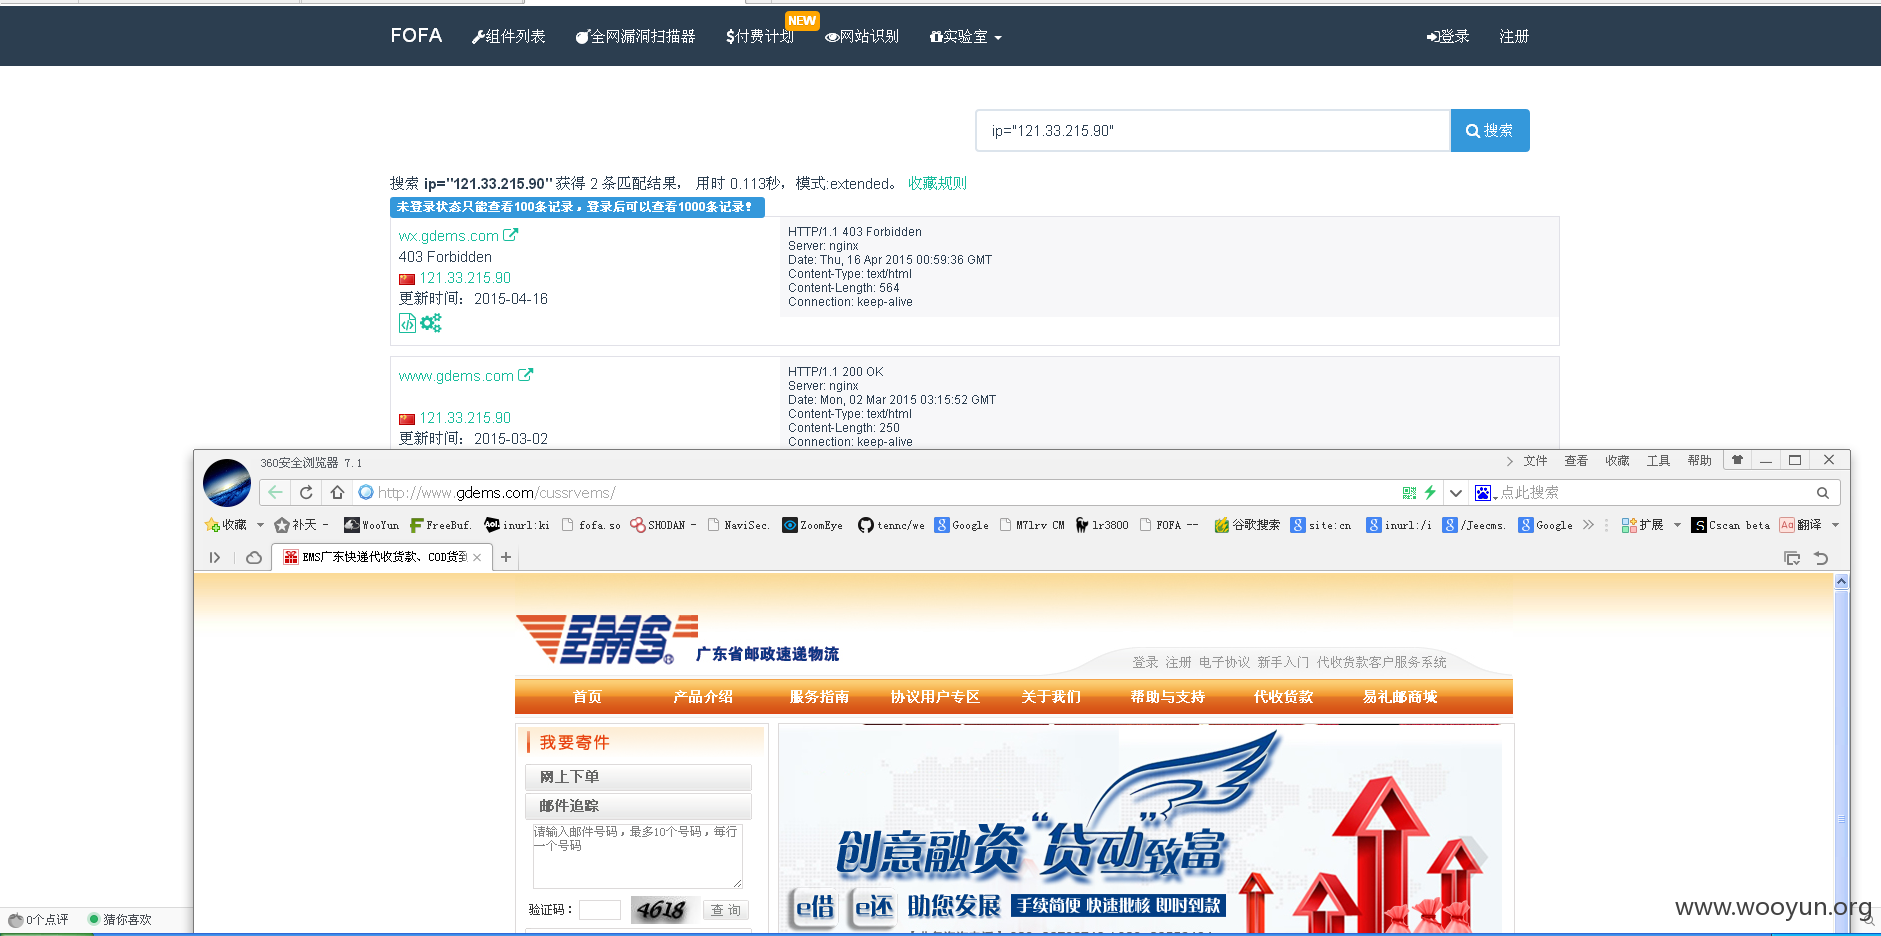 FOFA 组件列表 全网漏洞扫描器 付费计划 NEW 网站识别 实验室 登录 注册
ip="121.33.215.90" 搜索
搜索 ip="121.33.215.90" 获得 2 条匹配结果， 用时 0.113秒，模式:extended。 收藏规则
未登录状态只能查看100条记录，登录后可以查看1000条记录！
wx.gdems.com
403 Forbidden
121.33.215.90
更新时间：2015-04-16
HTTP/1.1 403 Forbidden
Server: nginx
Date: Thu, 16 Apr 2015 00:59:36 GMT
Content-Type: text/html
Content-Length: 564
Connection: keep-alive
www.gdems.com
121.33.215.90
更新时间：2015-03-02
HTTP/1.1 200 OK
Server: nginx
Date: Mon, 02 Mar 2015 03:15:52 GMT
Content-Type: text/html
Content-Length: 250
Connection: keep-alive
360安全浏览器 7.1 文件 查看 收藏 工具 帮助
http://www.gdems.com/cussrvems/ 点此搜索
收藏 补天 - WooYun FreeBuf. inurl:ki fofa.so SHODAN - NaviSec. ZoomEye tennc/we Google M7lrv CM lr3800 FOFA -- 谷歌搜索 site:cn inurl:/i /Jeecms. Google 扩展 Cscan beta 翻译
EMS广东快递代收货款、COD货到
EMS® 广东省邮政速递物流
登录 注册 电子协议 新手入门 代收货款客户服务系统
首页 产品介绍 服务指南 协议用户专区 关于我们 帮助与支持 代收货款 易礼邮商城
我要寄件
网上下单
邮件追踪
请输入邮件号码，最多10个号码，每行
一个号码
验证码： 4618 查 询
创意融资“贷动”致富
e借 e还 助您发展 手续简便 快速批核 即时到款
0个点评 猜你喜欢
www.wooyun.org